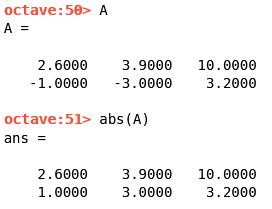 octave:50> A
A =
2.6000 3.9000 10.0000
-1.0000 -3.0000 3.2000
octave:51> abs(A)
ans =
2.6000 3.9000 10.0000
1.0000 3.0000 3.2000